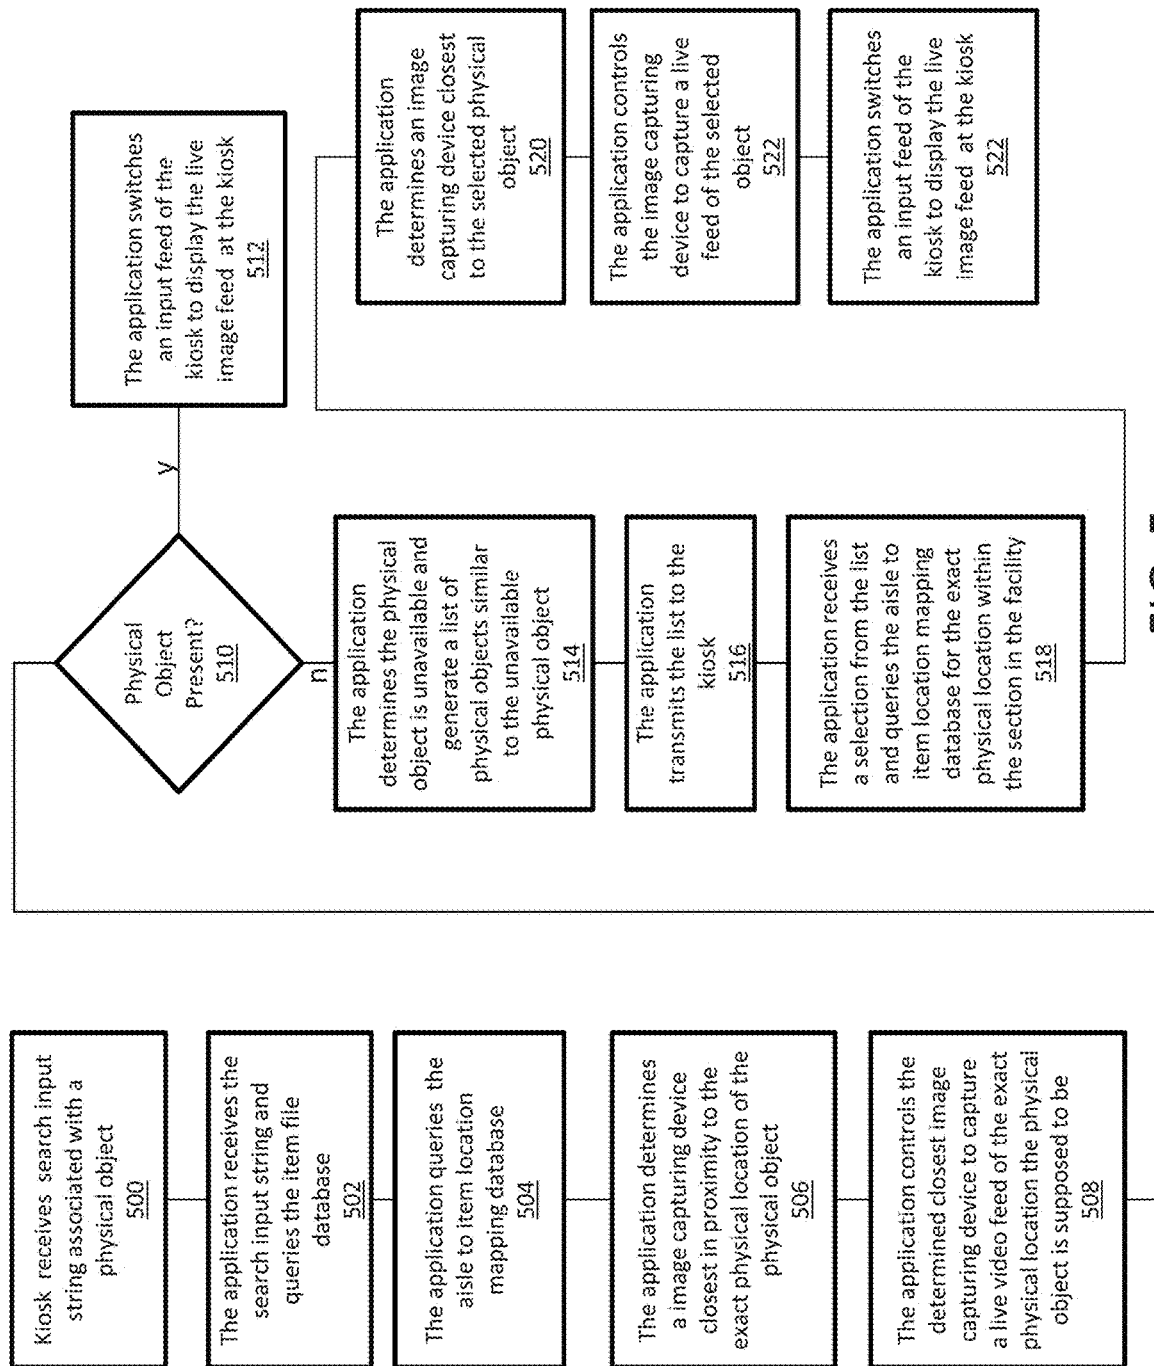 Kiosk receives search input
string associated with a
physical object
500
The application receives the
search input string and
queries the item file
database
502
The application queries the
aisle to item location
mapping database
504
The application determines
a image capturing device
closest in proximity to the
exact physical location of the
physical object
506
The application controls the
determined closest image
capturing device to capture
a live video feed of the exact
physical location the physical
object is supposed to be
508
Physical
Object
Present?
510
y
n
The application switches
an input feed of the
kiosk to display the live
image feed at the kiosk
512
The application
determines the physical
object is unavailable and
generate a list of
physical objects similar
to the unavailable
physical object
514
The application
transmits the list to the
kiosk
516
The application receives
a selection from the list
and queries the aisle to
item location mapping
database for the exact
physical location within
the section in the facility
518
The application
determines an image
capturing device closest
to the selected physical
object
520
The application controls
the image capturing
device to capture a live
feed of the selected
object
522
The application switches
an input feed of the
kiosk to display the live
image feed at the kiosk
522